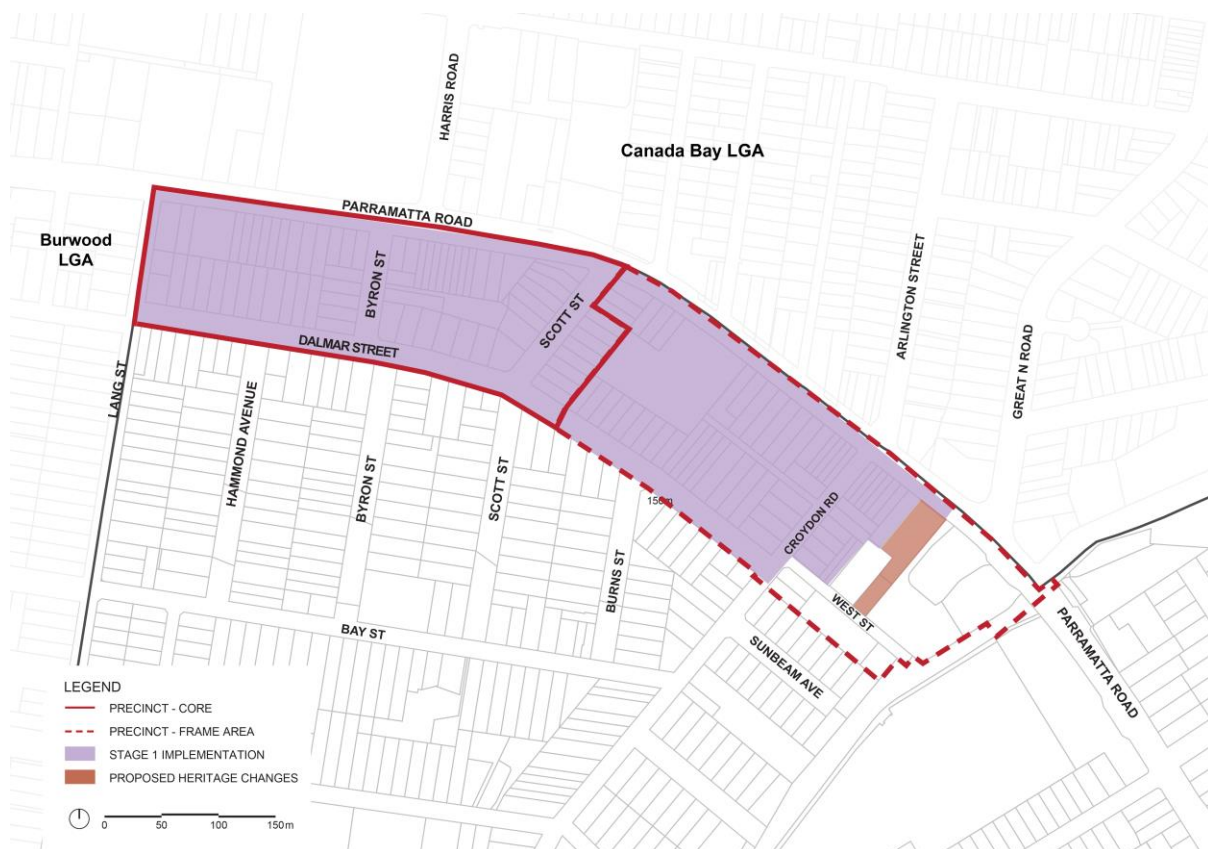 HARRIS ROAD
Canada Bay LGA
PARRAMATTA ROAD
Burwood
LGA
BYRON ST
SCOTT ST
ARLINGTON STREET
GREAT N ROAD
DALMAR STREET
LANG ST
HAMMOND AVENUE
BYRON ST
SCOTT ST
150m
CROYDON RD
BURNS ST
WEST ST
BAY ST
SUNBEAM AVE
PARRAMATTA ROAD
LEGEND
PRECINCT - CORE
PRECINCT - FRAME AREA
STAGE 1 IMPLEMENTATION
PROPOSED HERITAGE CHANGES
0 50 100 150m